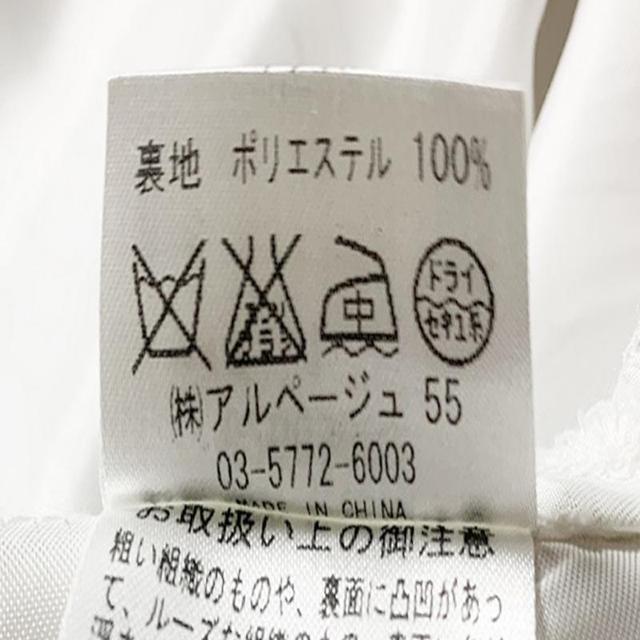 裏地 ポリエステル 100%
中 ドライ
セキユ系
㈱アルページュ 55
03-5772-6003
MADE IN CHINA
お取扱い上の御注意
粗い組織のものや、裏面に凸凹があっ
て、ルーズな組織のもの